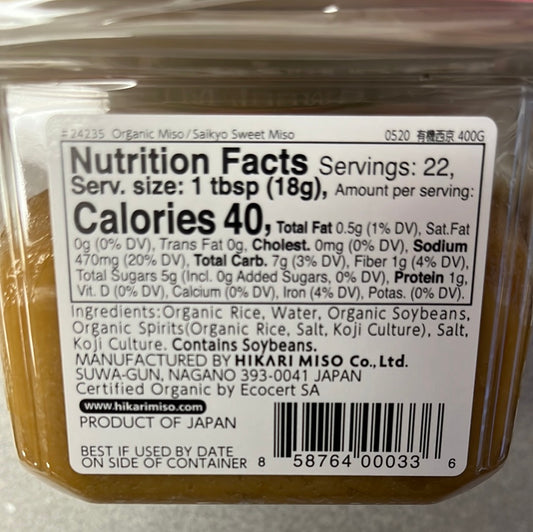 #24235 Organic Miso/Saikyo Sweet Miso 0520 有機西京 400G
Nutrition Facts Servings: 22,
Serv. size: 1 tbsp (18g), Amount per serving:
Calories 40, Total Fat 0.5g (1% DV), Sat.Fat
0g (0% DV), Trans Fat 0g, Cholest. 0mg (0% DV), Sodium
470mg (20% DV), Total Carb. 7g (3% DV), Fiber 1g (4% DV),
Total Sugars 5g (Incl. 0g Added Sugars, 0% DV), Protein 1g,
Vit. D (0% DV), Calcium (0% DV), Iron (4% DV), Potas. (0% DV).
Ingredients:Organic Rice, Water, Organic Soybeans,
Organic Spirits(Organic Rice, Salt, Koji Culture), Salt,
Koji Culture. Contains Soybeans.
MANUFACTURED BY HIKARI MISO Co., Ltd.
SUWA-GUN, NAGANO 393-0041 JAPAN
Certified Organic by Ecocert SA
www.hikarimiso.com
PRODUCT OF JAPAN
BEST IF USED BY DATE
ON SIDE OF CONTAINER
8 58764 00033 6